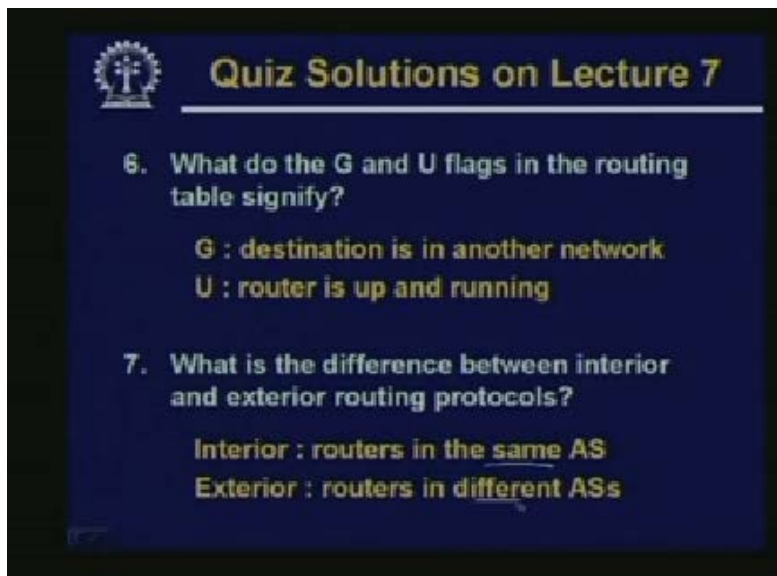 Quiz Solutions on Lecture 7
6. What do the G and U flags in the routing
table signify?
G : destination is in another network
U : router is up and running
7. What is the difference between interior
and exterior routing protocols?
Interior : routers in the same AS
Exterior : routers in different ASs